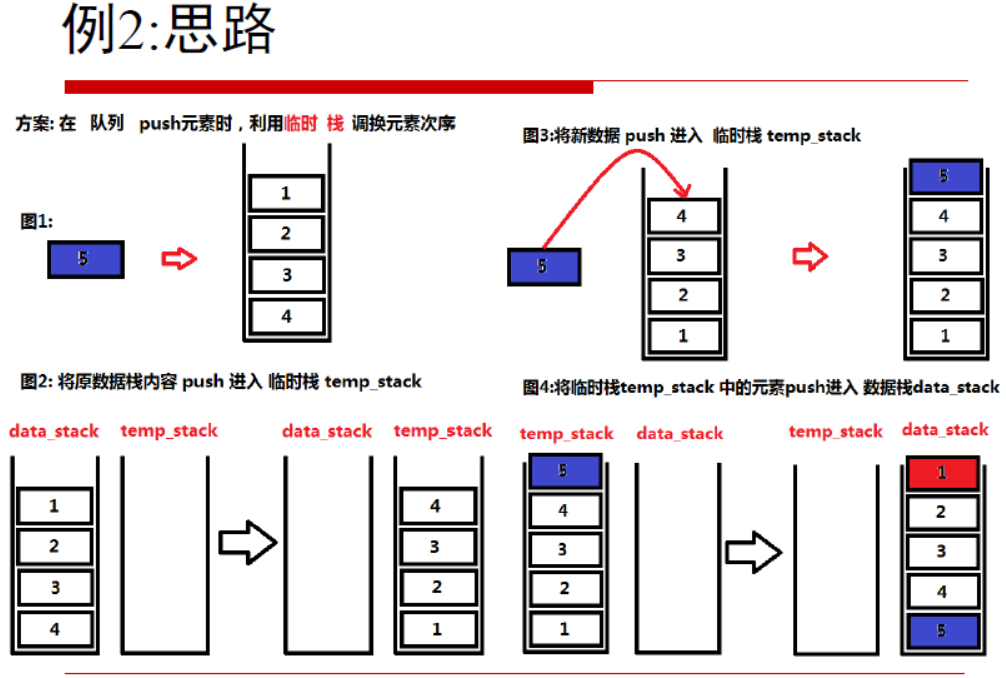 例2:思路
方案: 在 队列 push元素时，利用临时 栈 调换元素次序
图1:
5
1
2
3
4
图2: 将原数据栈内容 push 进入 临时栈 temp_stack
data_stack temp_stack data_stack temp_stack
1 4
2 3
3 2
4 1
图3:将新数据 push 进入 临时栈 temp_stack
5
4 4
3 3
5 2 2
1 1
图4:将临时栈temp_stack 中的元素push进入 数据栈data_stack
temp_stack data_stack temp_stack data_stack
5 1
4 2
3 3
2 4
1 5